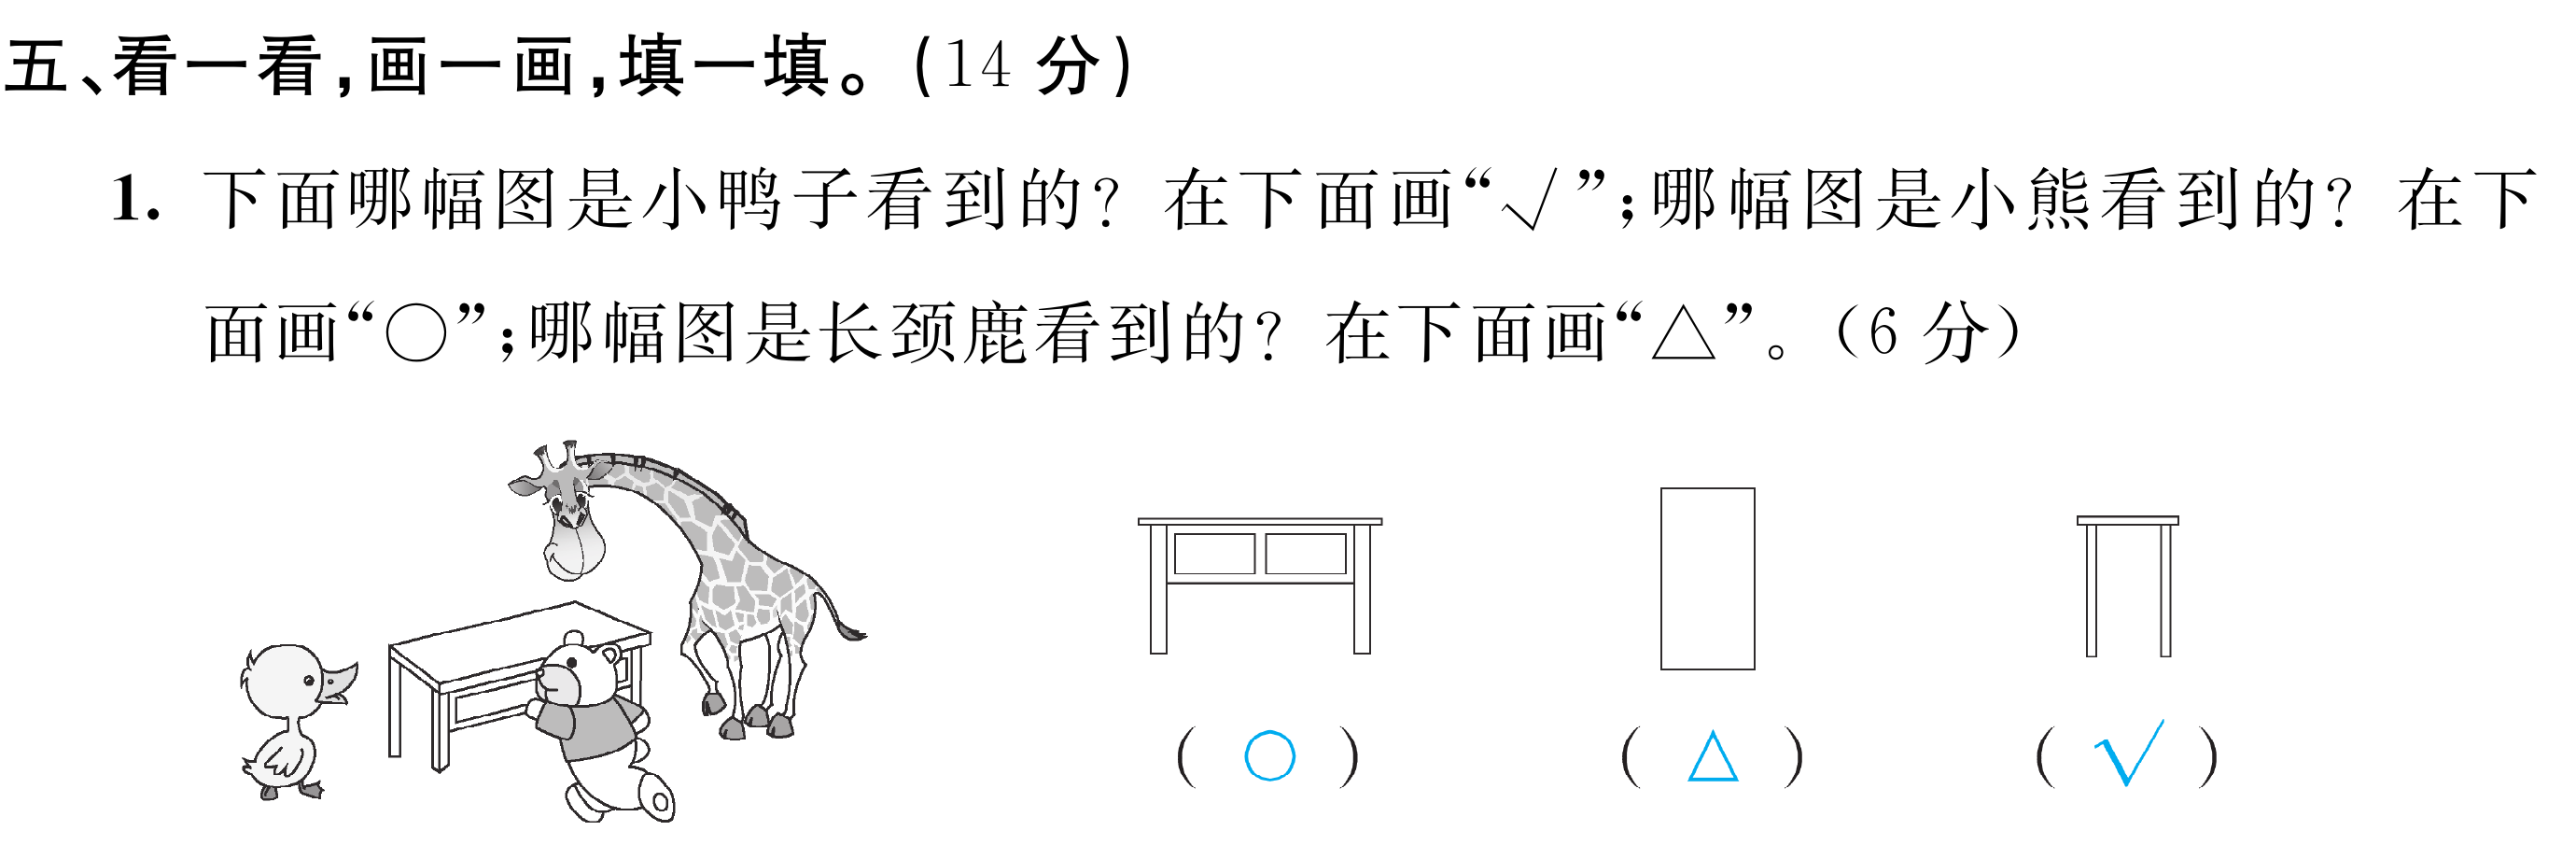 五、看一看,画一画,填一填。(14 分)
1. 下面哪幅图是小鸭子看到的? 在下面画“√”;哪幅图是小熊看到的? 在下
面画“○”;哪幅图是长颈鹿看到的? 在下面画“△”。(6 分)
( ○ ) ( △ ) ( √ )